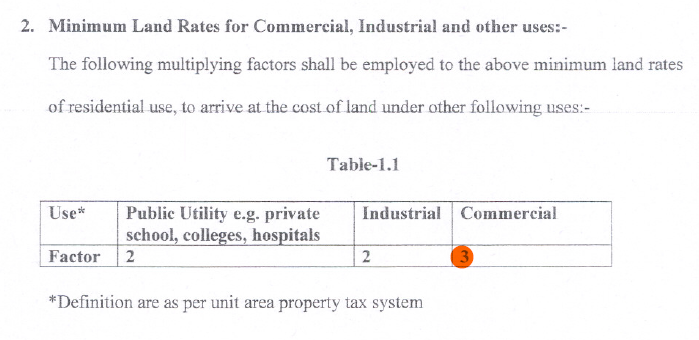 2. Minimum Land Rates for Commercial, Industrial and other uses:-
The following multiplying factors shall be employed to the above minimum land rates
of residential use, to arrive at the cost of land under other following uses:-
Table-1.1
Use* Public Utility e.g. private school, colleges, hospitals Industrial Commercial
Factor 2 2 3
*Definition are as per unit area property tax system